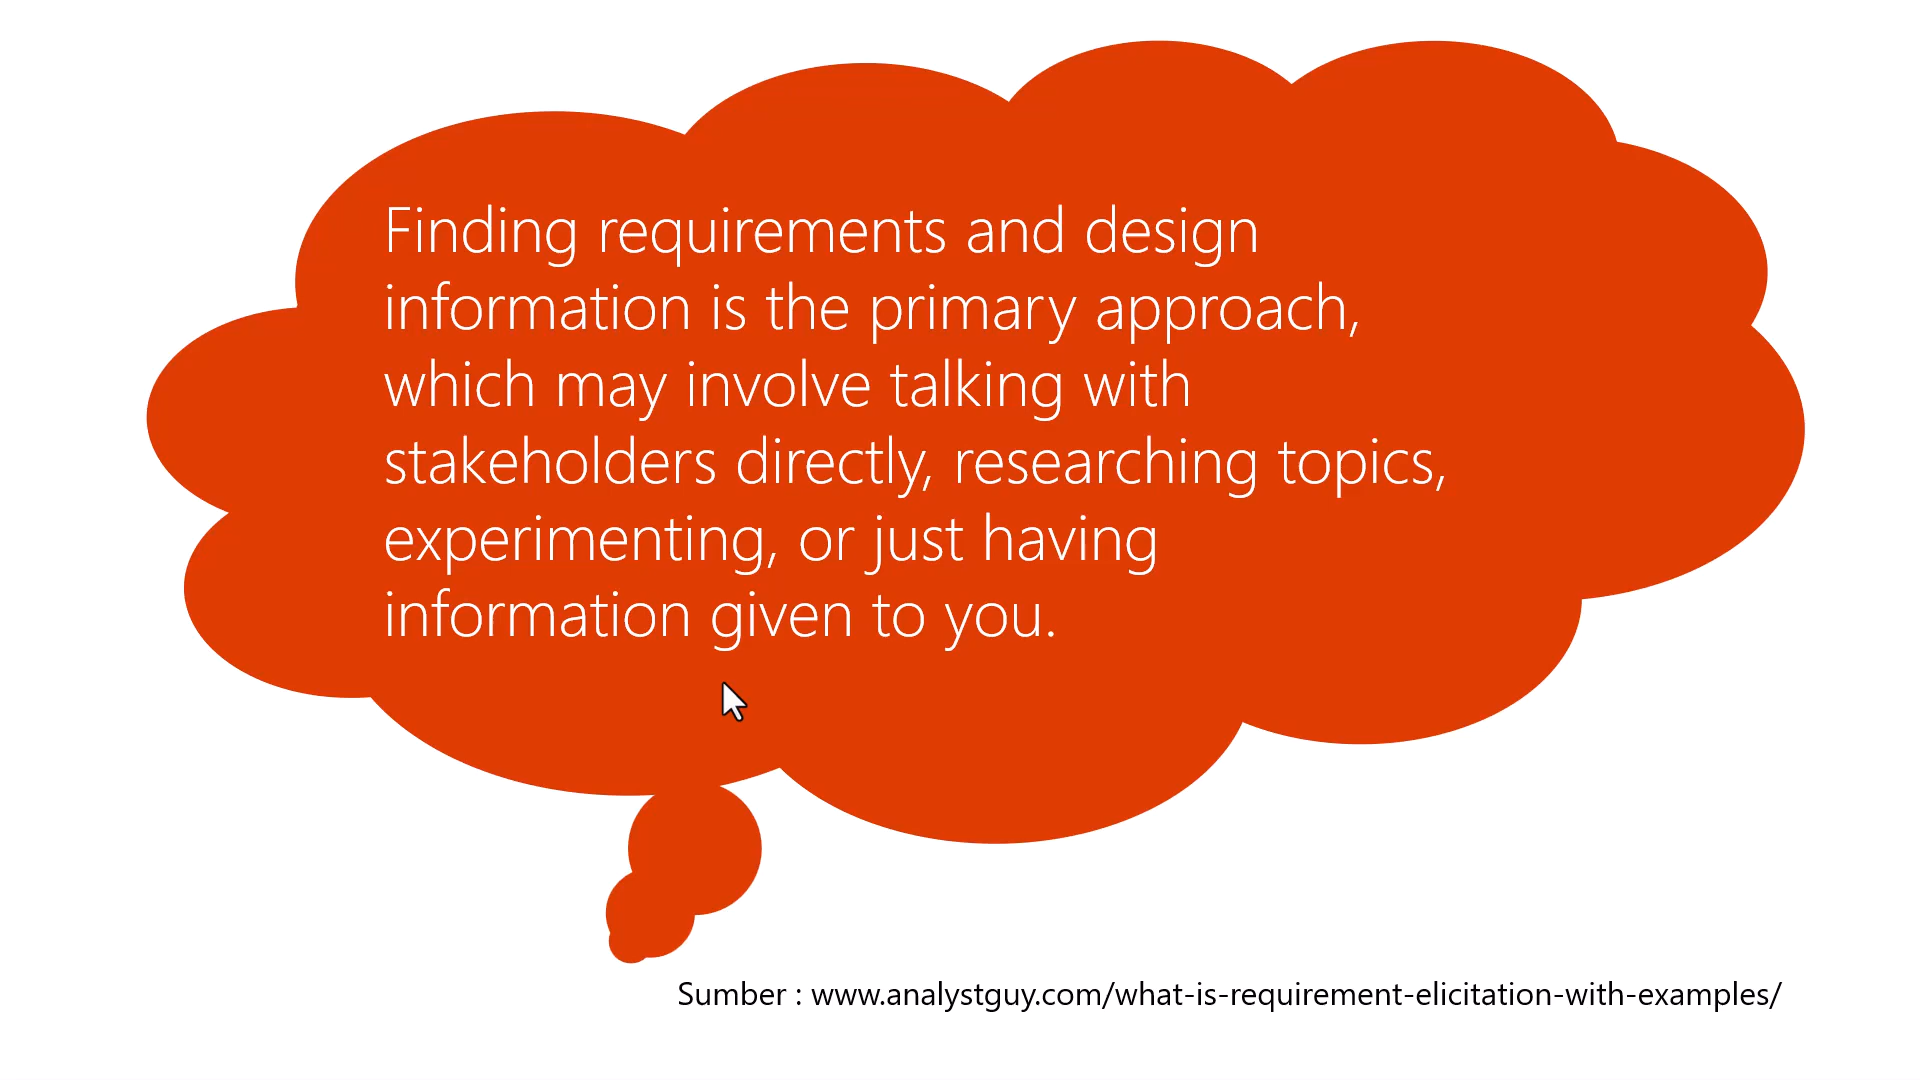 Finding requirements and design
information is the primary approach,
which may involve talking with
stakeholders directly, researching topics,
experimenting, or just having
information given to you.
Sumber : www.analystguy.com/what-is-requirement-elicitation-with-examples/